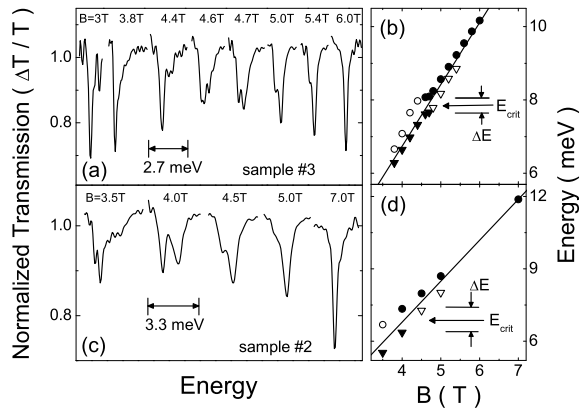 Normalized Transmission ( ΔT / T )
B=3T 3.8T 4.4T 4.6T 4.7T 5.0T 5.4T 6.0T
1.0
0.9
0.8
2.7 meV
(a)
sample #3
B=3.5T 4.0T 4.5T 5.0T 7.0T
1.0
0.8
3.3 meV
(c)
sample #2
Energy
(b)
E_crit
ΔE
10
8
6
(d)
ΔE
E_crit
12
9
6
4 5 6 7
B ( T )
Energy ( meV )